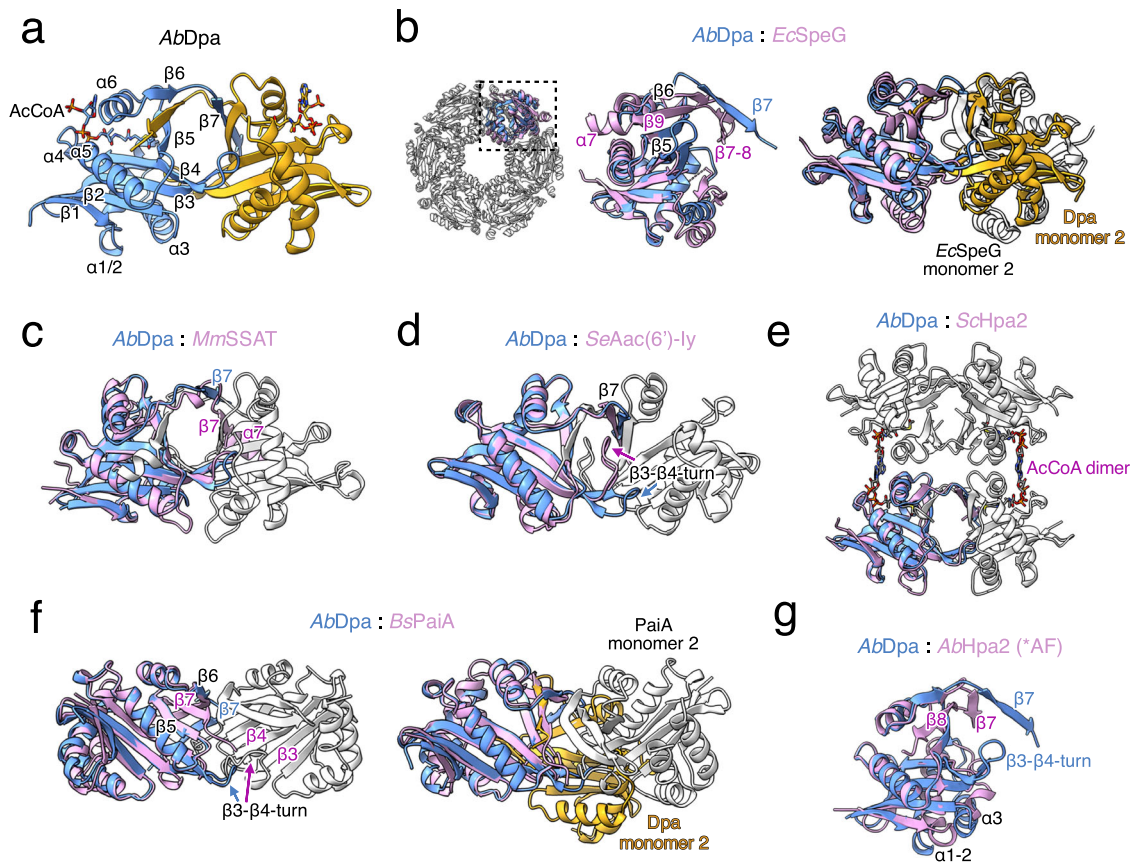 a
AbDpa
β6
α6
AcCoA
β7
β5
α4
α5
β4
β2
β3
β1
α3
α1/2
b
AbDpa : EcSpeG
β6
β7
β9
α7
β5
β7-8
Dpa
monomer 2
EcSpeG
monomer 2
c
AbDpa : MmSSAT
β7
β7
α7
d
AbDpa : SeAac(6’)-Iy
β7
β3-β4-turn
e
AbDpa : ScHpa2
AcCoA dimer
f
AbDpa : BsPaiA
β6
β7
β7
β5
β4
β3
β3-β4-turn
PaiA
monomer 2
Dpa
monomer 2
g
AbDpa : AbHpa2 (*AF)
β7
β8
β7
β3-β4-turn
α3
α1-2